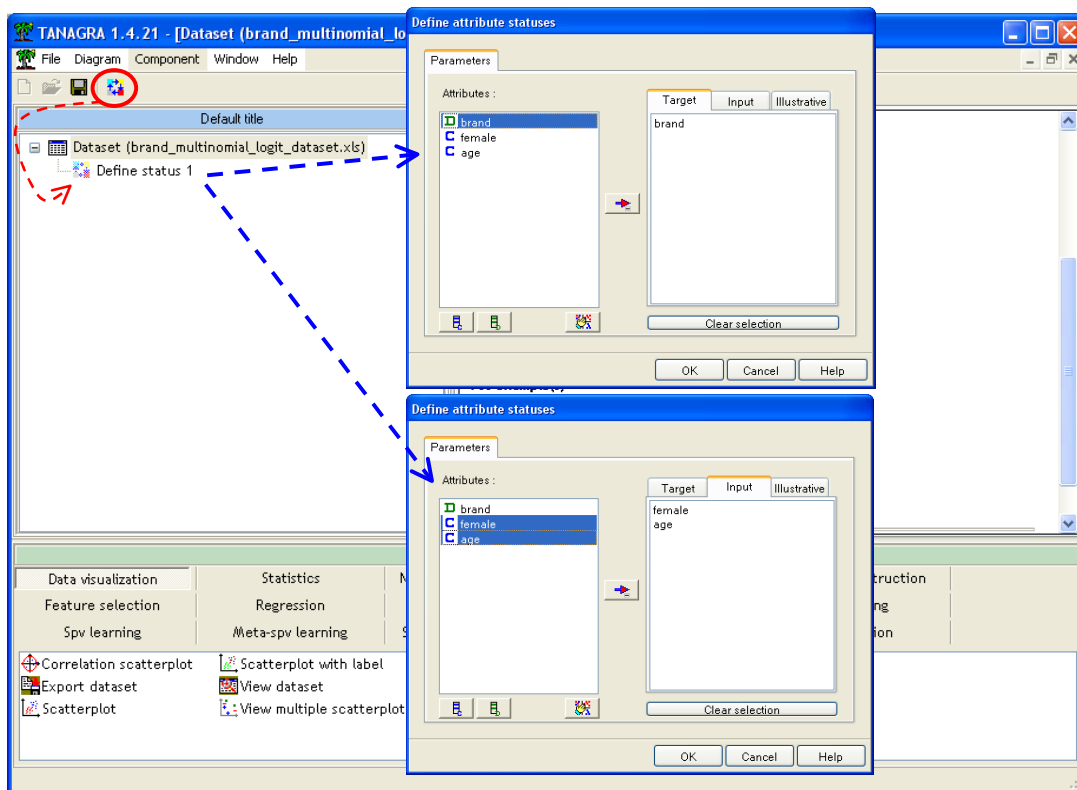 TANAGRA 1.4.21 - [Dataset (brand_multinomial_lo
File Diagram Component Window Help
Default title
Dataset (brand_multinomial_logit_dataset.xls)
Define status 1
Define attribute statuses
Parameters
Attributes :
Target Input Illustrative
brand
female
age
brand
Clear selection
OK Cancel Help
Define attribute statuses
Parameters
Attributes :
Target Input Illustrative
brand
female
age
female
age
Clear selection
OK Cancel Help
Data visualization Statistics N truction
Feature selection Regression ng
Spv learning Meta-spv learning S ion
Correlation scatterplot Scatterplot with label
Export dataset View dataset
Scatterplot View multiple scatterplot